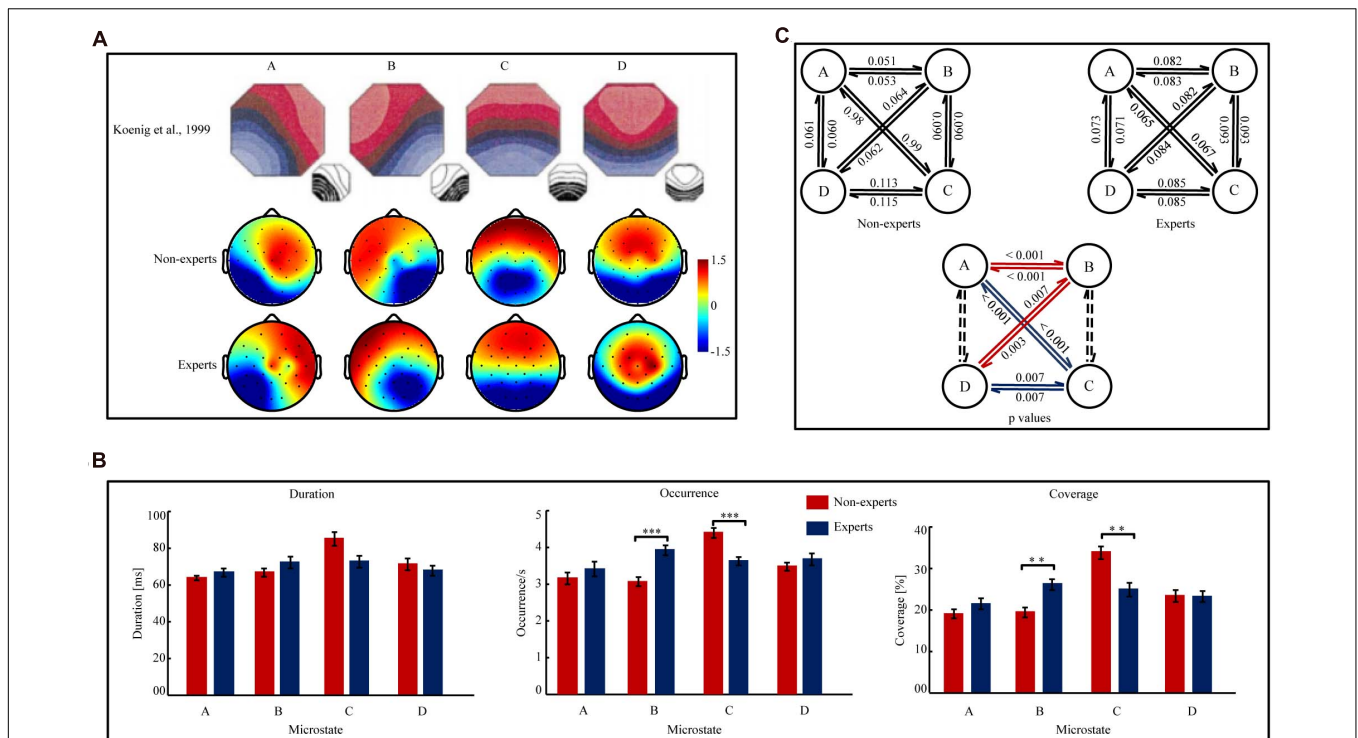 A
A B C D
Koenig et al., 1999
Non-experts
Experts
1.5
0
-1.5
C
A B
D C
0.051
0.053
0.064
0.062
0.98
0.99
0.061
0.060
0.090
0.090
0.113
0.115
Non-experts
A B
D C
0.082
0.083
0.082
0.084
0.065
0.067
0.073
0.071
0.093
0.093
0.085
0.085
Experts
A B
D C
< 0.001
< 0.001
0.007
0.003
< 0.001
< 0.001
0.007
0.007
p values
B
Duration
Duration [ms]
100
80
60
40
20
00
A B C D
Microstate
Occurrence
Occurrence/s
5
4
3
2
1
0
***
***
A B C D
Microstate
Non-experts
Experts
Coverage
Coverage [%]
40
30
20
10
00
**
**
A B C D
Microstate